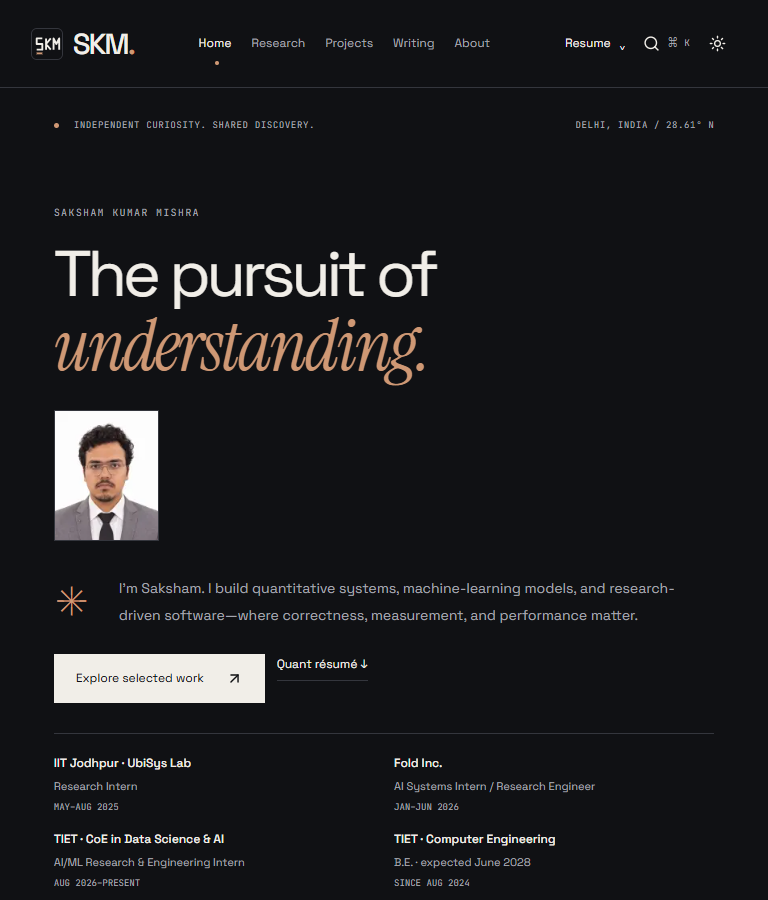 SKM SKM.
Home Research Projects Writing About
Resume ⌘ K
INDEPENDENT CURIOSITY. SHARED DISCOVERY.
DELHI, INDIA / 28.61° N
SAKSHAM KUMAR MISHRA
The pursuit of
understanding.
I'm Saksham. I build quantitative systems, machine-learning models, and research-
driven software—where correctness, measurement, and performance matter.
Explore selected work
Quant résumé ↓
IIT Jodhpur · UbiSys Lab
Research Intern
MAY–AUG 2025
Fold Inc.
AI Systems Intern / Research Engineer
JAN–JUN 2026
TIET · CoE in Data Science & AI
AI/ML Research & Engineering Intern
AUG 2026–PRESENT
TIET · Computer Engineering
B.E. · expected June 2028
SINCE AUG 2024